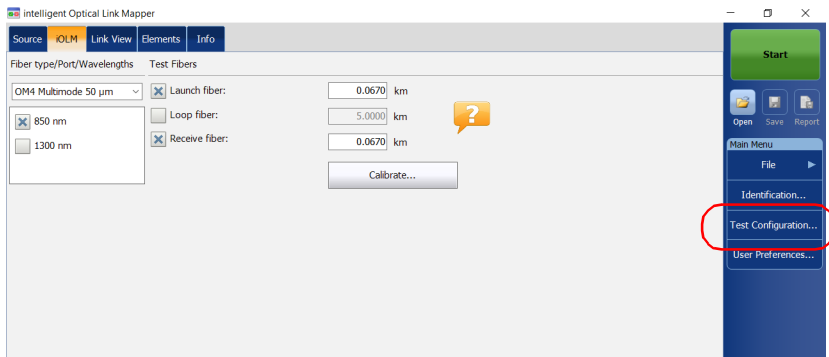 intelligent Optical Link Mapper
Source iOLM Link View Elements Info
Fiber type/Port/Wavelengths Test Fibers
OM4 Multimode 50 µm
850 nm
1300 nm
Launch fiber: 0.0670 km
Loop fiber: 5.0000 km
Receive fiber: 0.0670 km
?
Calibrate...
Start
Open Save Report
Main Menu
File
Identification...
Test Configuration...
User Preferences...